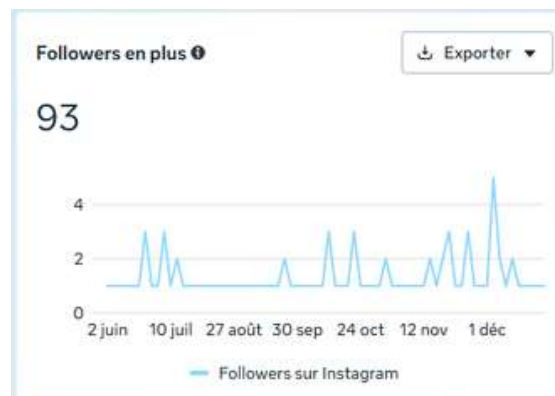 Followers en plus
Exporter
93
4
2
0
2 juin 10 juil 27 août 30 sep 24 oct 12 nov 1 déc
Followers sur Instagram